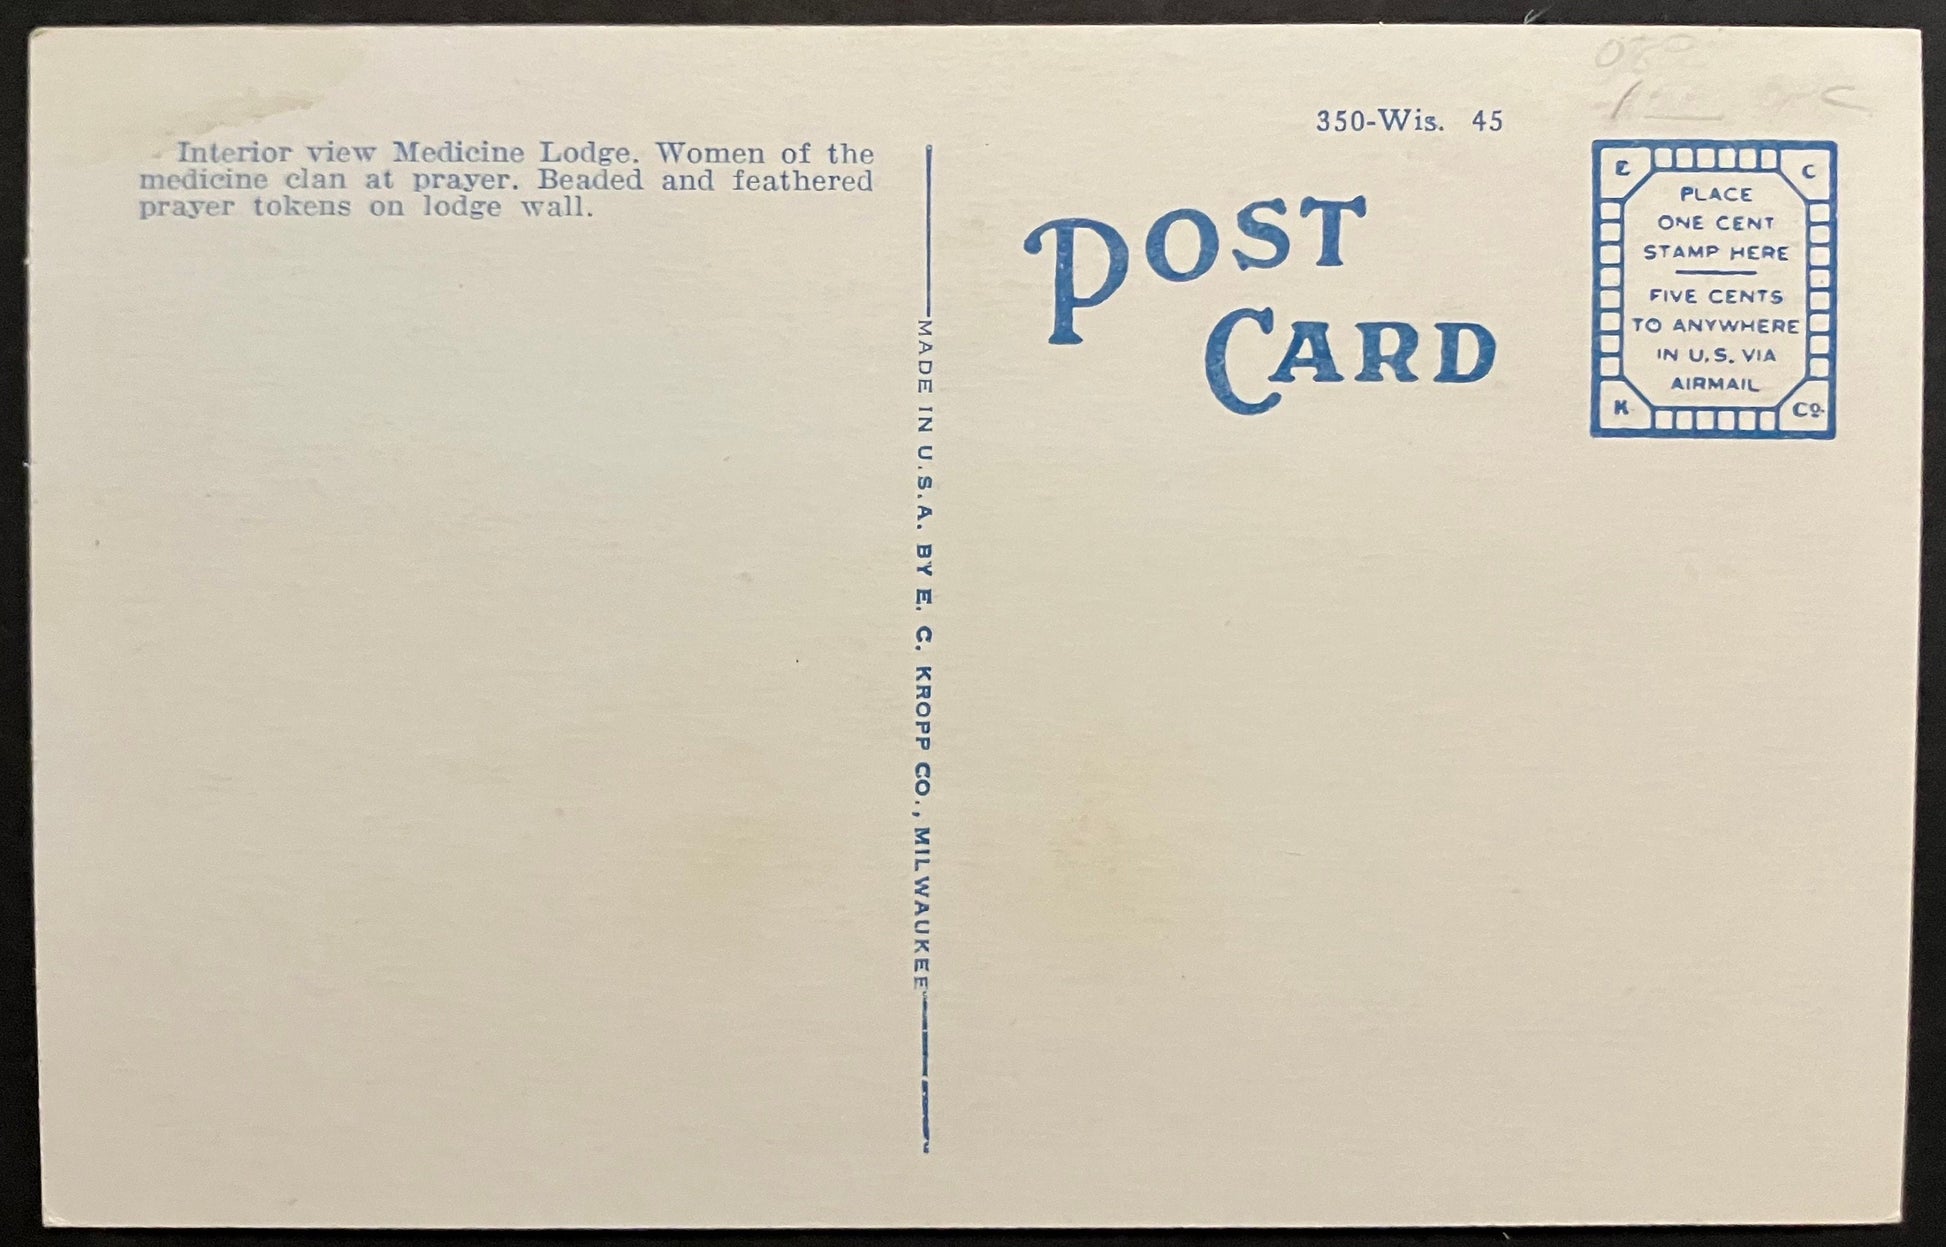 Interior view Medicine Lodge. Women of the
medicine clan at prayer. Beaded and feathered
prayer tokens on lodge wall.
MADE IN U.S.A. BY E. C. KROPP CO., MILWAUKEE
350-Wis. 45
POST
CARD
E C
PLACE
ONE CENT
STAMP HERE
FIVE CENTS
TO ANYWHERE
IN U.S. VIA
AIRMAIL
K Co.